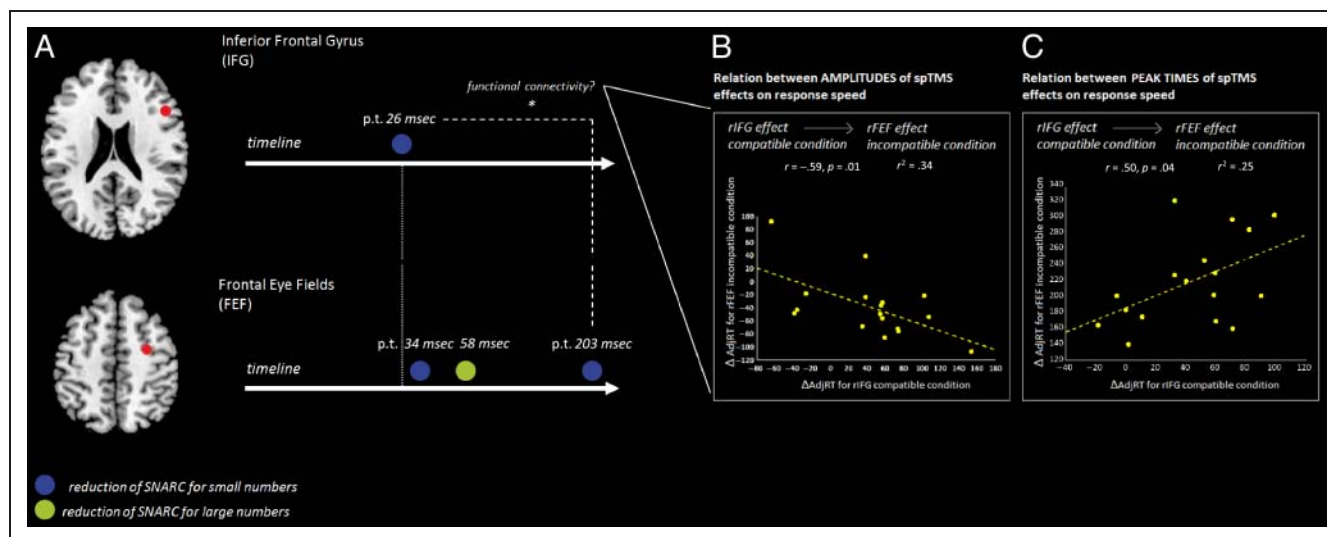 A
Inferior Frontal Gyrus
(IFG)
functional connectivity?
*
p.t. 26 msec
timeline
Frontal Eye Fields
(FEF)
p.t. 34 msec 58 msec p.t. 203 msec
timeline
reduction of SNARC for small numbers
reduction of SNARC for large numbers
B
Relation between AMPLITUDES of spTMS
effects on response speed
rIFG effect rFEF effect
compatible condition incompatible condition
r = –.59, p = .01 r² = .34
Δ AdjRT for rFEF incompatible condition
100
80
60
40
20
0
−20
−40
−60
−80
−100
−120
−80 −60 −40 −20 0 20 40 60 80 100 120 140 160 180
ΔAdjRT for rIFG compatible condition
C
Relation between PEAK TIMES of spTMS
effects on response speed
rIFG effect rFEF effect
compatible condition incompatible condition
r = .50, p = .04 r² = .25
Δ AdjRT for rFEF incompatible condition
340
320
300
280
260
240
220
200
180
160
140
120
−40 −20 0 20 40 60 80 100 120
ΔAdjRT for rIFG compatible condition